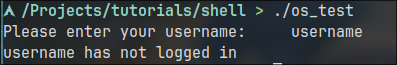 /Projects/tutorials/shell > ./os_test
Please enter your username:     username
username has not logged in